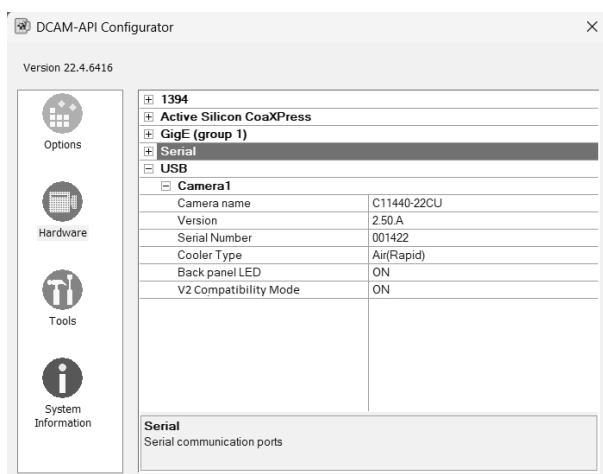 DCAM-API Configurator
Version 22.4.6416
Options
Hardware
Tools
System
Information
1394
Active Silicon CoaXPress
GigE (group 1)
Serial
USB
Camera1
Camera name C11440-22CU
Version 2.50.A
Serial Number 001422
Cooler Type Air(Rapid)
Back panel LED ON
V2 Compatibility Mode ON
Serial
Serial communication ports